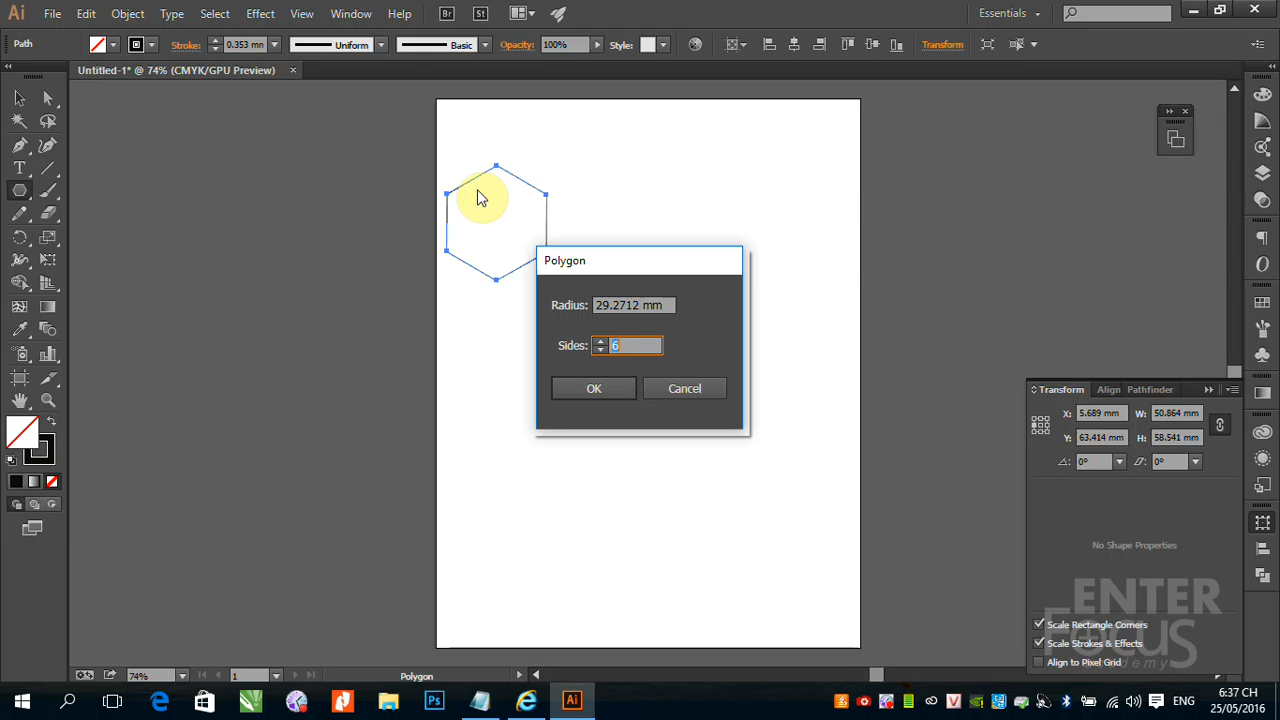 Ai File Edit Object Type Select Effect View Window Help Br St Essentials
Path Stroke: 0.353 mn Uniform Basic Opacity: 100% Style: Transform
Untitled-1* @ 74% (CMYK/GPU Preview)
Polygon
Radius: 29.2712 mm
Sides: 6
OK Cancel
Transform Align Pathfinder
X: 5.689 mm W: 50.864 mm
Y: 63.414 mm H: 58.541 mm
0° 0°
No Shape Properties
ENTER
Scale Rectangle Corners
FOCUS
Scale Strokes & Effects
Align to Pixel Grid
74% 1 Polygon
Ps Ai ENG 6:37 CH
25/05/2016